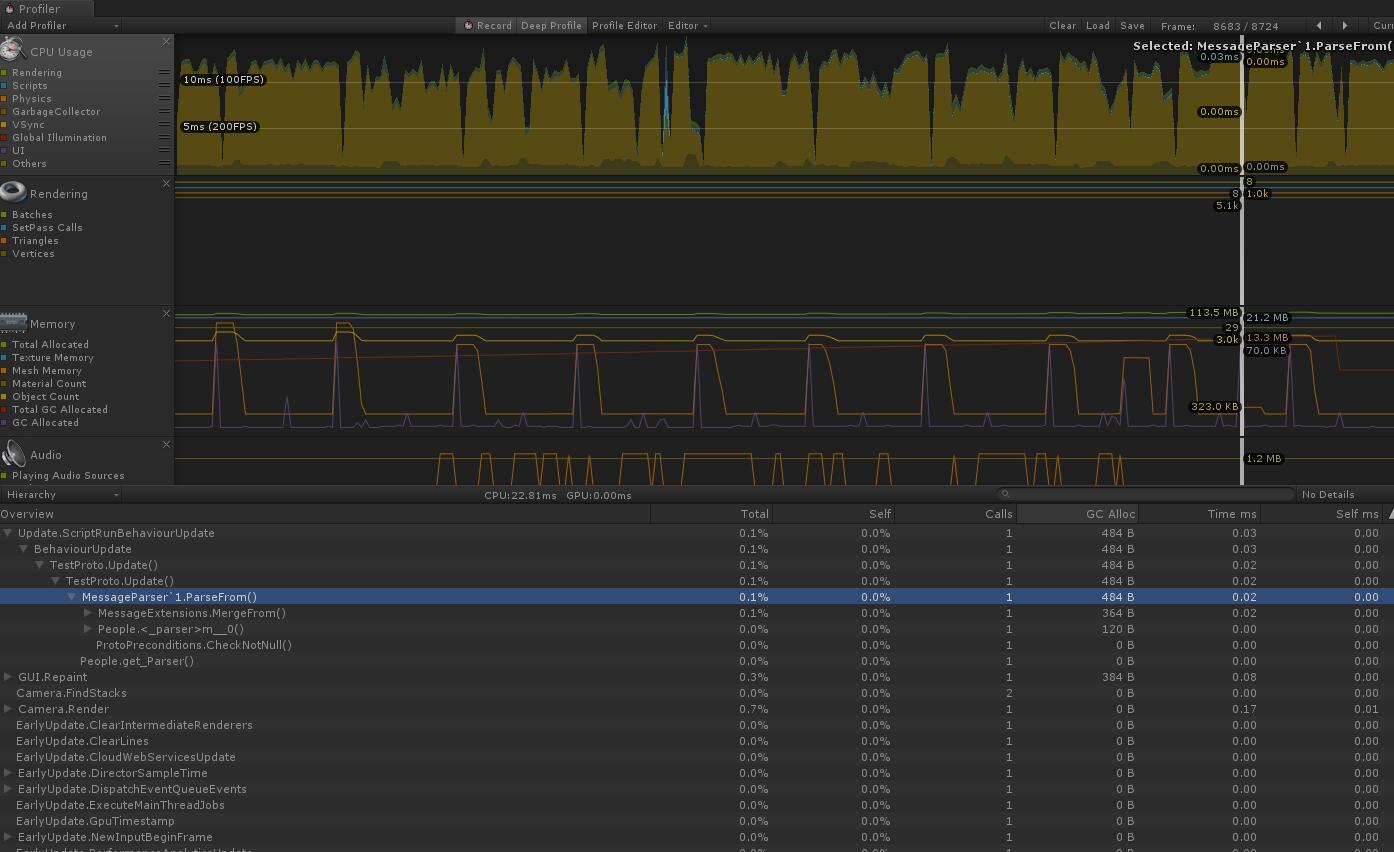 Profiler
Add Profiler Record Deep Profile Profile Editor Editor Clear Load Save Frame: 8683 / 8724 Curr
Selected: MessageParser`1.ParseFrom(
CPU Usage
Rendering
Scripts
Physics
GarbageCollector
VSync
Global Illumination
UI
Others
10ms (100FPS)
5ms (200FPS)
0.03ms
0.00ms
0.00ms
0.00ms
0.00ms
Rendering
Batches
SetPass Calls
Triangles
Vertices
8
8 1.0k
5.1k
Memory
Total Allocated
Texture Memory
Mesh Memory
Material Count
Object Count
Total GC Allocated
GC Allocated
113.5 MB 21.2 MB
29
3.0k 13.3 MB
70.0 KB
323.0 KB
Audio
Playing Audio Sources
1.2 MB
Hierarchy CPU:22.81ms GPU:0.00ms No Details
Overview Total Self Calls GC Alloc Time ms Self ms
Update.ScriptRunBehaviourUpdate 0.1% 0.0% 1 484 B 0.03 0.00
BehaviourUpdate 0.1% 0.0% 1 484 B 0.03 0.00
TestProto.Update() 0.1% 0.0% 1 484 B 0.02 0.00
TestProto.Update() 0.1% 0.0% 1 484 B 0.02 0.00
MessageParser`1.ParseFrom() 0.1% 0.0% 1 484 B 0.02 0.00
MessageExtensions.MergeFrom() 0.1% 0.0% 1 364 B 0.02 0.00
People.<_parser>m__0() 0.0% 0.0% 1 120 B 0.00 0.00
ProtoPreconditions.CheckNotNull() 0.0% 0.0% 1 0 B 0.00 0.00
People.get_Parser() 0.0% 0.0% 1 0 B 0.00 0.00
GUI.Repaint 0.3% 0.0% 1 384 B 0.08 0.00
Camera.FindStacks 0.0% 0.0% 2 0 B 0.00 0.00
Camera.Render 0.7% 0.0% 1 0 B 0.17 0.01
EarlyUpdate.ClearIntermediateRenderers 0.0% 0.0% 1 0 B 0.00 0.00
EarlyUpdate.ClearLines 0.0% 0.0% 1 0 B 0.00 0.00
EarlyUpdate.CloudWebServicesUpdate 0.0% 0.0% 1 0 B 0.00 0.00
EarlyUpdate.DirectorSampleTime 0.0% 0.0% 1 0 B 0.00 0.00
EarlyUpdate.DispatchEventQueueEvents 0.0% 0.0% 1 0 B 0.00 0.00
EarlyUpdate.ExecuteMainThreadJobs 0.0% 0.0% 1 0 B 0.00 0.00
EarlyUpdate.GpuTimestamp 0.0% 0.0% 1 0 B 0.00 0.00
EarlyUpdate.NewInputBeginFrame 0.0% 0.0% 1 0 B 0.00 0.00